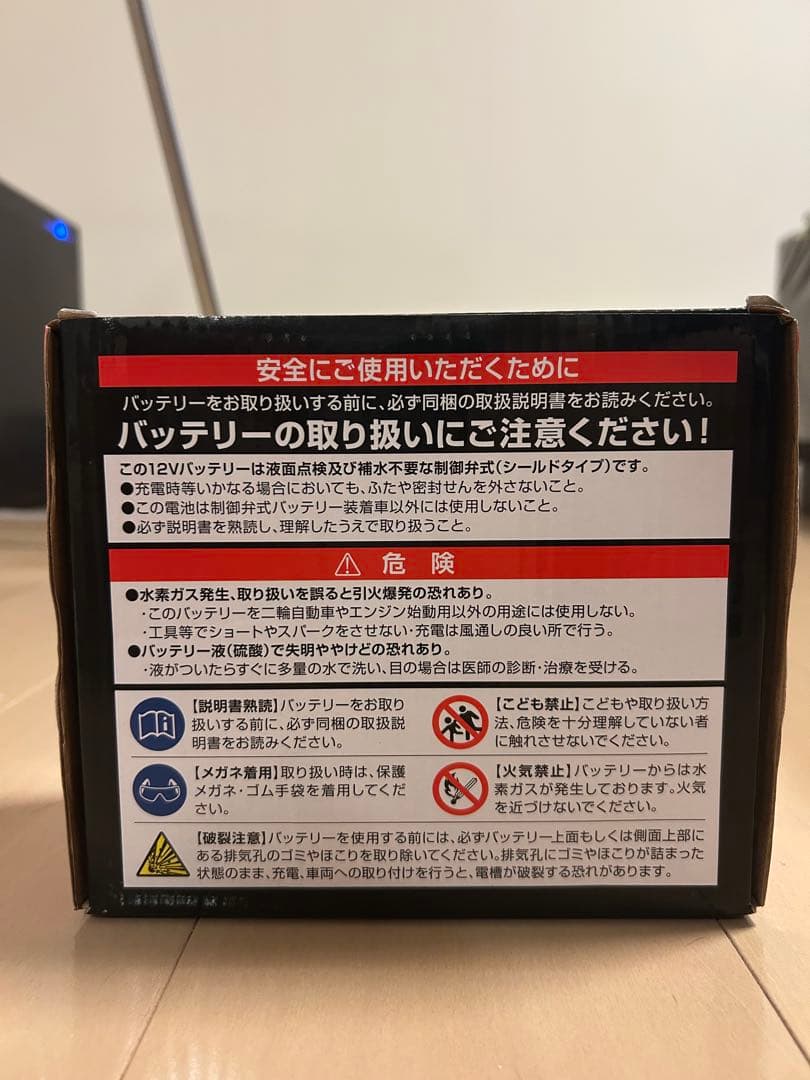 安全にご使用いただくために
バッテリーをお取り扱いする前に、必ず同梱の取扱説明書をお読みください。
バッテリーの取り扱いにご注意ください！
この12Vバッテリーは液面点検及び補水不要な制御弁式(シールドタイプ)です。
●充電時等いかなる場合においても、ふたや密封せんを外さないこと。
●この電池は制御弁式バッテリー装着車以外には使用しないこと。
●必ず説明書を熟読し、理解したうえで取り扱うこと。
⚠ 危 険
●水素ガス発生、取り扱いを誤ると引火爆発の恐れあり。
・このバッテリーを二輪自動車やエンジン始動用以外の用途には使用しない。
・工具等でショートやスパークをさせない・充電は風通しの良い所で行う。
●バッテリー液(硫酸)で失明ややけどの恐れあり。
・液がついたらすぐに多量の水で洗い、目の場合は医師の診断・治療を受ける。
【説明書熟読】バッテリーをお取り
扱いする前に、必ず同梱の取扱説
明書をお読みください。
【こども禁止】こどもや取り扱い方
法、危険を十分理解していない者
に触れさせないでください。
【メガネ着用】取り扱い時は、保護
メガネ・ゴム手袋を着用してくだ
さい。
【火気禁止】バッテリーからは水
素ガスが発生しております。火気
を近づけないでください。
【破裂注意】バッテリーを使用する前には、必ずバッテリー上面もしくは側面上部に
ある排気孔のゴミやほこりを取り除いてください。排気孔にゴミやほこりが詰まった
状態のまま、充電、車両への取り付けを行うと、電槽が破裂する恐れがあります。